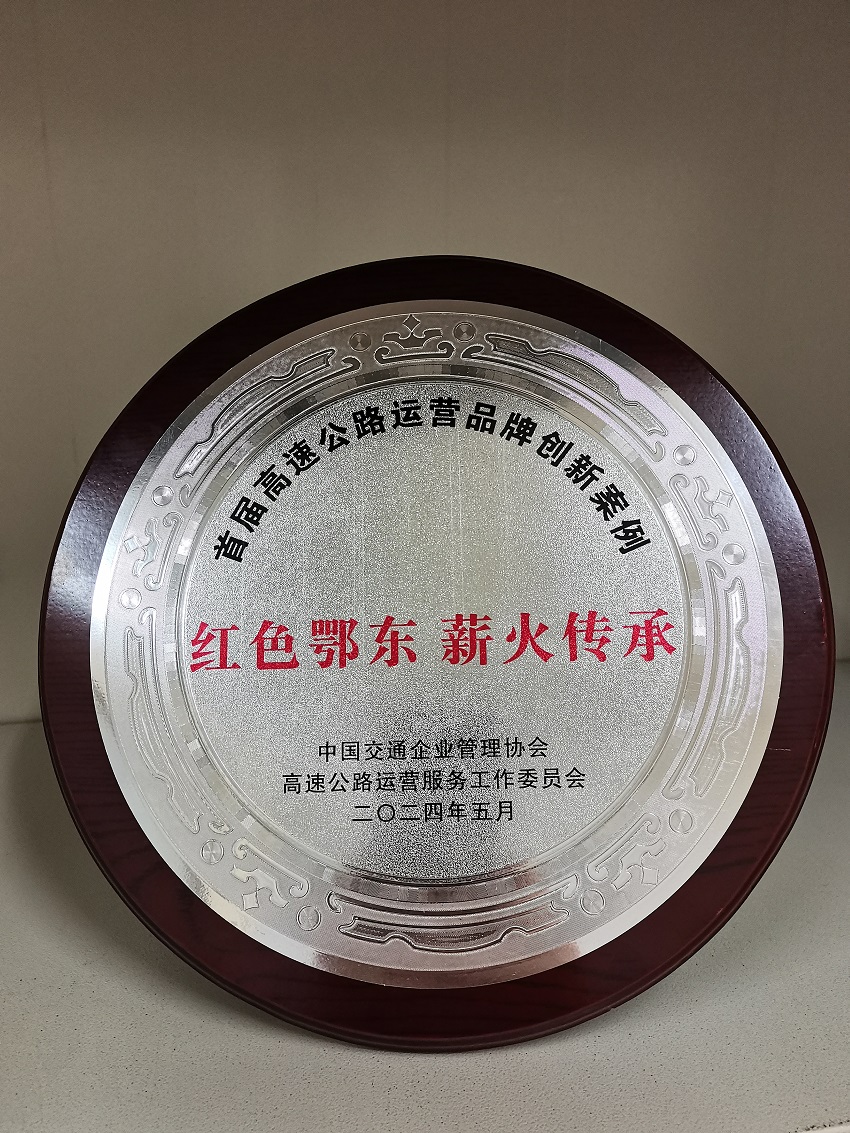 首届高速公路运营品牌创新案例
红色鄂东 薪火传承
中国交通企业管理协会
高速公路运营服务工作委员会
二〇二四年五月